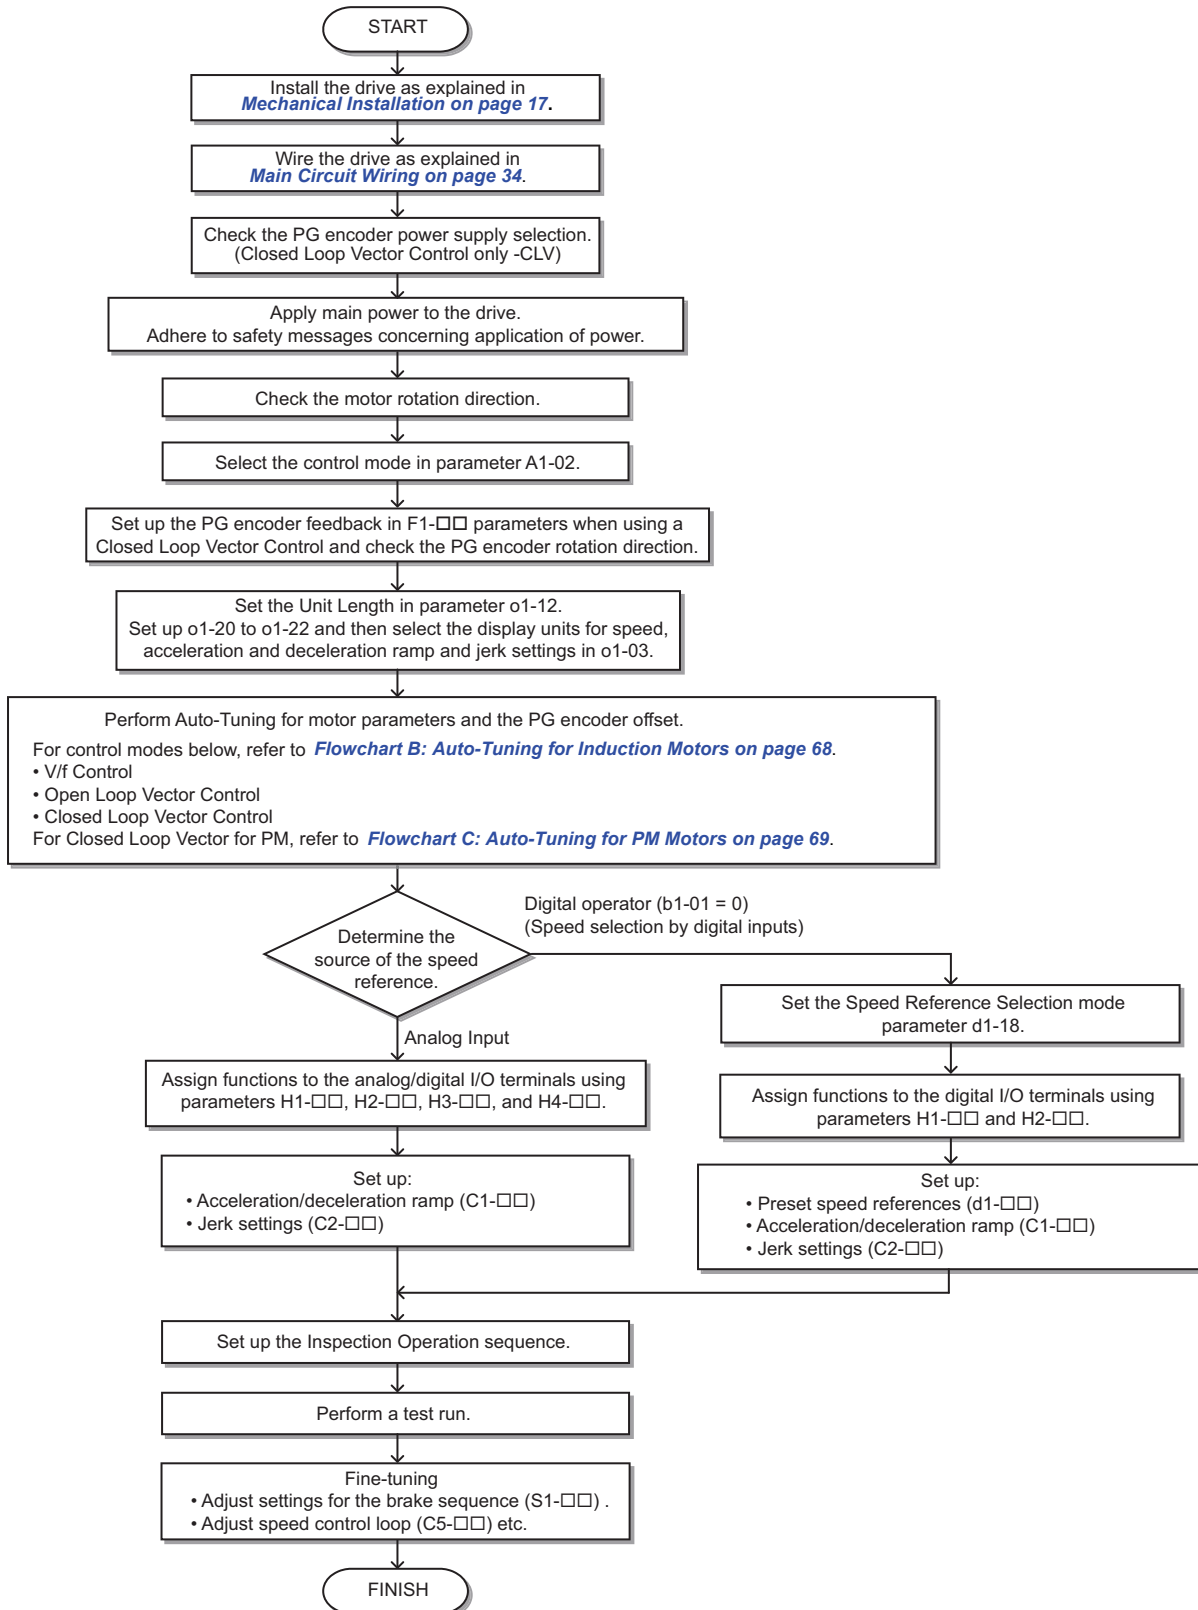 START
Install the drive as explained in
Mechanical Installation on page 17.
Wire the drive as explained in
Main Circuit Wiring on page 34.
Check the PG encoder power supply selection.
(Closed Loop Vector Control only -CLV)
Apply main power to the drive.
Adhere to safety messages concerning application of power.
Check the motor rotation direction.
Select the control mode in parameter A1-02.
Set up the PG encoder feedback in F1-□□ parameters when using a
Closed Loop Vector Control and check the PG encoder rotation direction.
Set the Unit Length in parameter o1-12.
Set up o1-20 to o1-22 and then select the display units for speed,
acceleration and deceleration ramp and jerk settings in o1-03.
Perform Auto-Tuning for motor parameters and the PG encoder offset.
For control modes below, refer to Flowchart B: Auto-Tuning for Induction Motors on page 68.
• V/f Control
• Open Loop Vector Control
• Closed Loop Vector Control
For Closed Loop Vector for PM, refer to Flowchart C: Auto-Tuning for PM Motors on page 69.
Determine the
source of the speed
reference.
Digital operator (b1-01 = 0)
(Speed selection by digital inputs)
Analog Input
Assign functions to the analog/digital I/O terminals using
parameters H1-□□, H2-□□, H3-□□, and H4-□□.
Set up:
• Acceleration/deceleration ramp (C1-□□)
• Jerk settings (C2-□□)
Set the Speed Reference Selection mode
parameter d1-18.
Assign functions to the digital I/O terminals using
parameters H1-□□ and H2-□□.
Set up:
• Preset speed references (d1-□□)
• Acceleration/deceleration ramp (C1-□□)
• Jerk settings (C2-□□)
Set up the Inspection Operation sequence.
Perform a test run.
Fine-tuning
• Adjust settings for the brake sequence (S1-□□) .
• Adjust speed control loop (C5-□□) etc.
FINISH